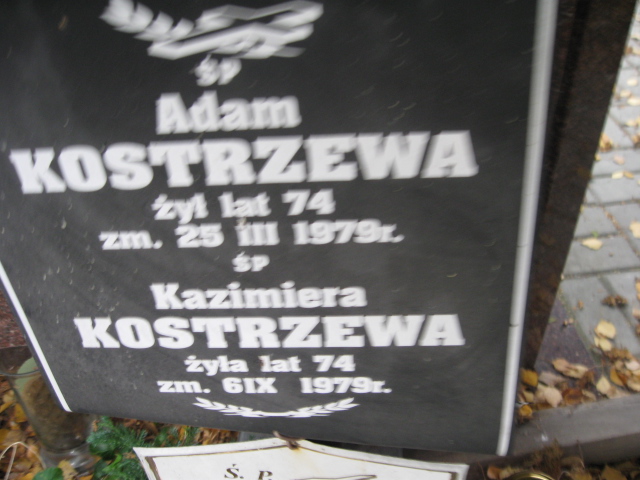 ŚP
Adam
KOSTRZEWA
żył lat 74
zm. 25 III 1979r.
ŚP
Kazimiera
KOSTRZEWA
żyła lat 74
zm. 6IX 1979r.
Ś. P.